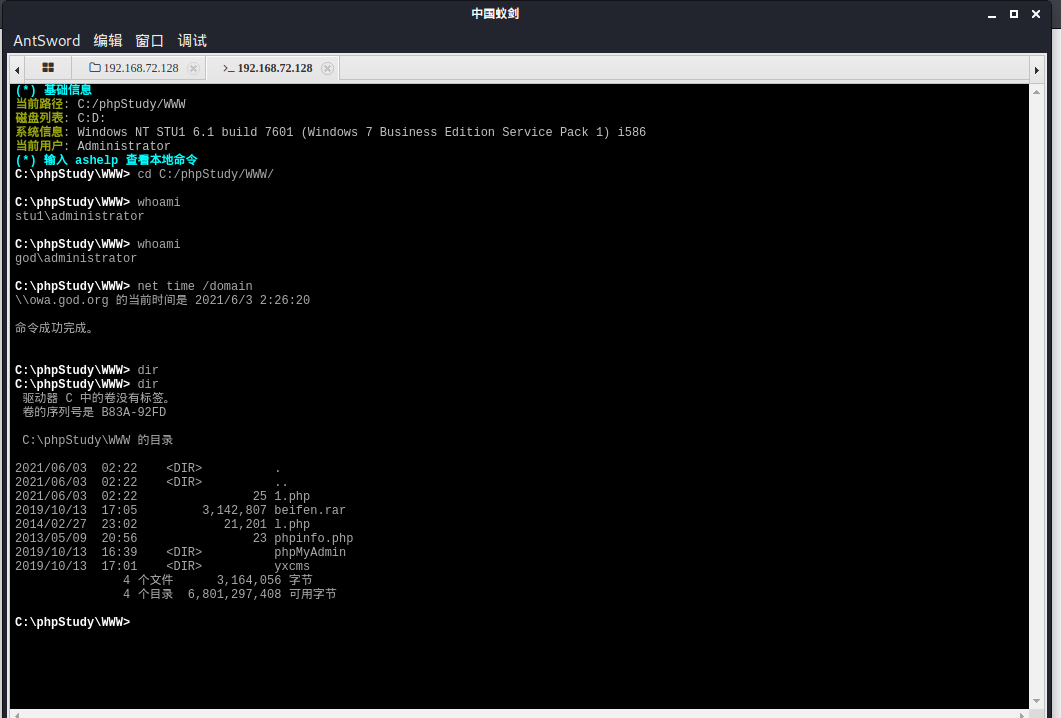 中国蚁剑
AntSword 编辑 窗口 调试
192.168.72.128 >_ 192.168.72.128
(*) 基础信息
当前路径: C:/phpStudy/WWW
磁盘列表: C:D:
系统信息: Windows NT STU1 6.1 build 7601 (Windows 7 Business Edition Service Pack 1) i586
当前用户: Administrator
(*) 输入 ashelp 查看本地命令
C:\phpStudy\WWW> cd C:/phpStudy/WWW/
C:\phpStudy\WWW> whoami
stu1\administrator
C:\phpStudy\WWW> whoami
god\administrator
C:\phpStudy\WWW> net time /domain
\\owa.god.org 的当前时间是 2021/6/3 2:26:20
命令成功完成。
C:\phpStudy\WWW> dir
C:\phpStudy\WWW> dir
驱动器 C 中的卷没有标签。
卷的序列号是 B83A-92FD
C:\phpStudy\WWW 的目录
2021/06/03  02:22    <DIR>          .
2021/06/03  02:22    <DIR>          ..
2021/06/03  02:22                25 1.php
2019/10/13  17:05         3,142,807 beifen.rar
2014/02/27  23:02            21,201 l.php
2013/05/09  20:56                23 phpinfo.php
2019/10/13  16:39    <DIR>          phpMyAdmin
2019/10/13  17:01    <DIR>          yxcms
4 个文件      3,164,056 字节
4 个目录  6,801,297,408 可用字节
C:\phpStudy\WWW>